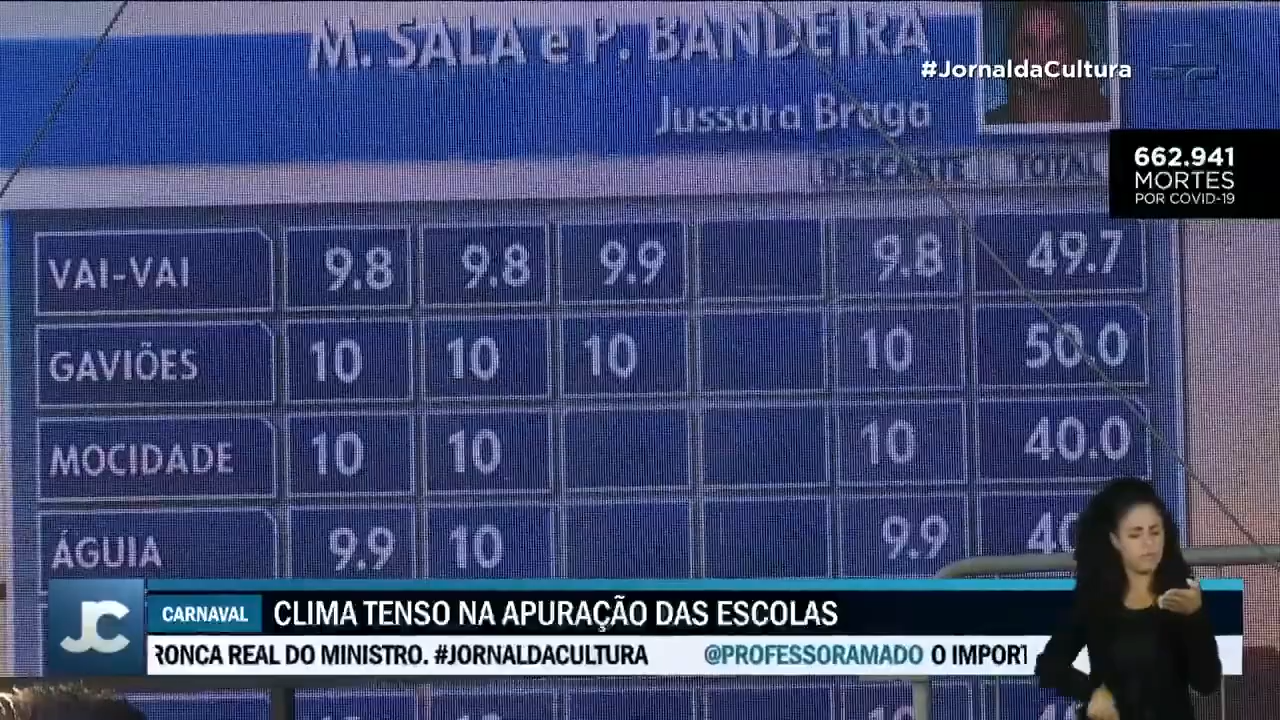 M. SALA e P. BANDEIRA
#JornaldaCultura
Jussara Braga
DESCARTE TOTAL
662.941
MORTES
POR COVID-19
VAI-VAI 9.8 9.8 9.9 9.8 49.7
GAVIÕES 10 10 10 10 50.0
MOCIDADE 10 10 10 40.0
ÁGUIA 9.9 10 9.9
JC CARNAVAL CLIMA TENSO NA APURAÇÃO DAS ESCOLAS
RONCA REAL DO MINISTRO. #JORNALDACULTURA @PROFESSORAMADO O IMPORT
10 10 10